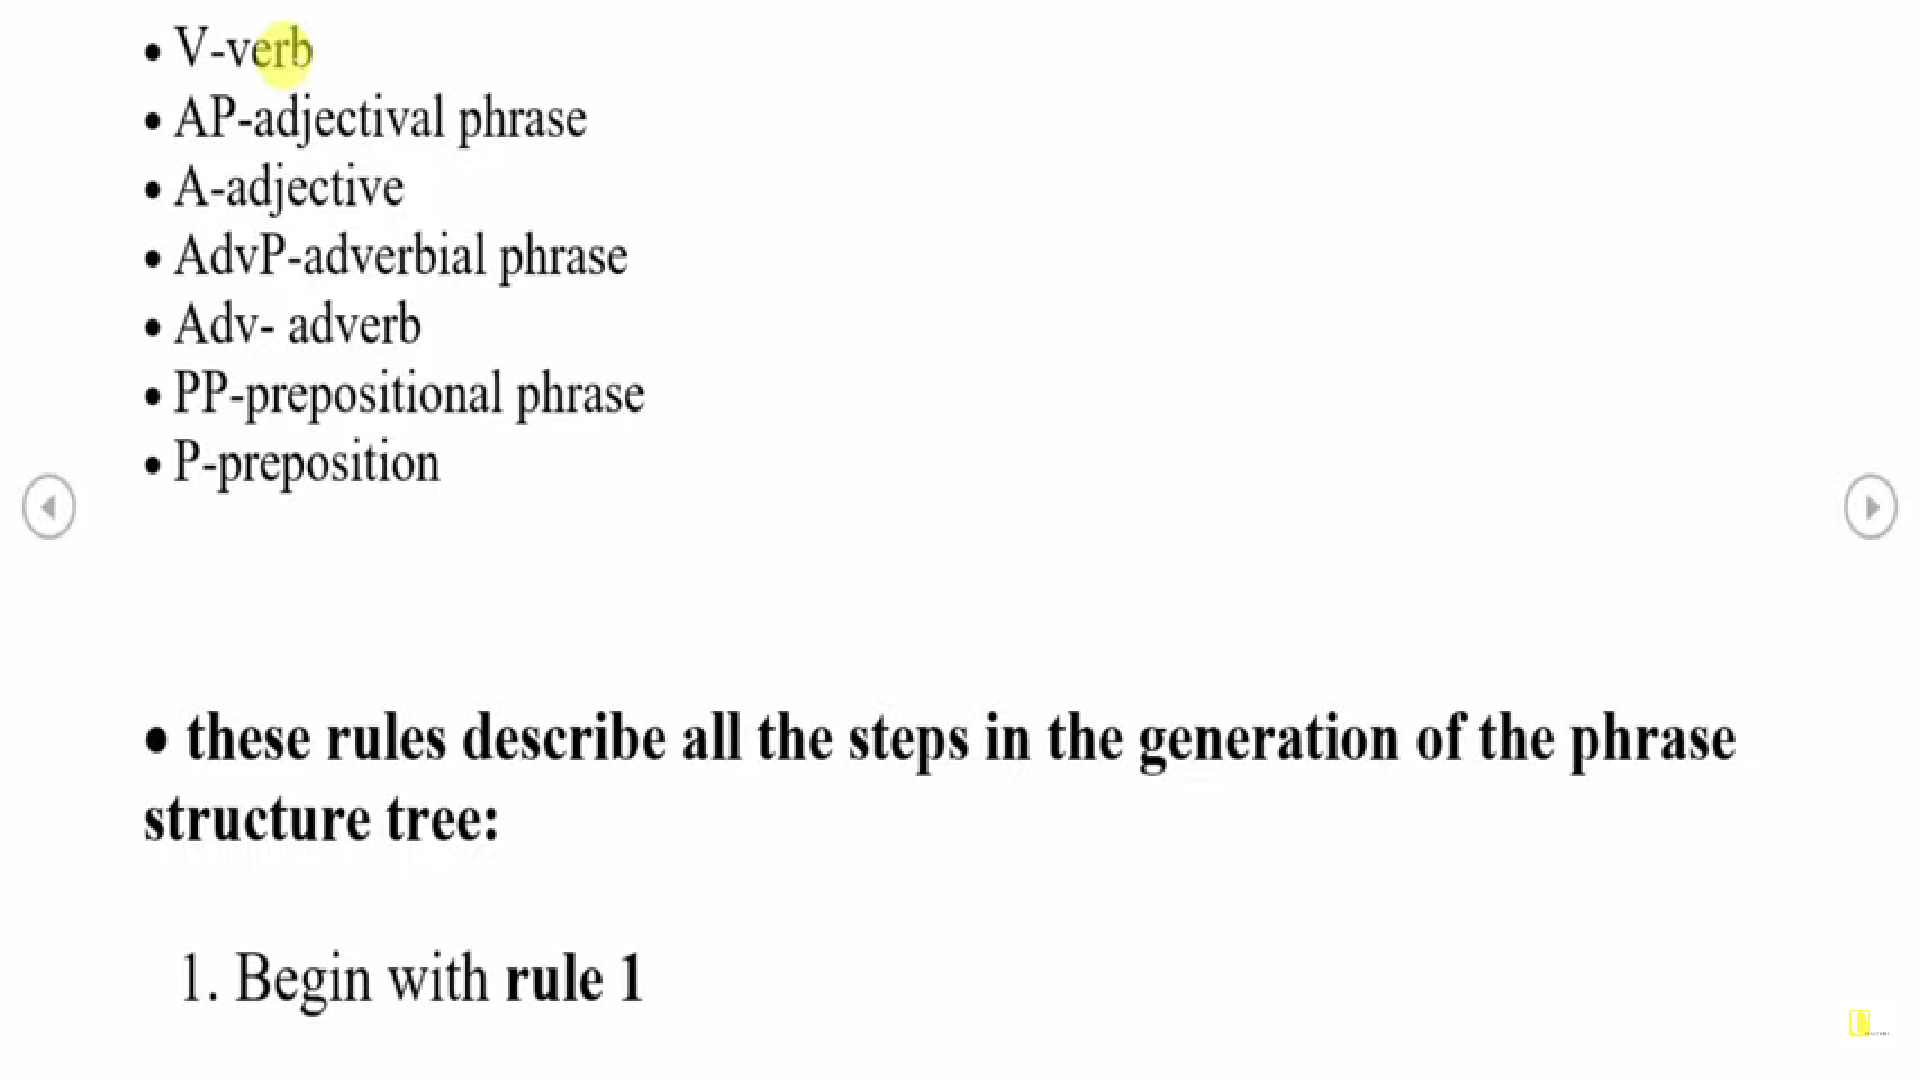 • V-verb
• AP-adjectival phrase
• A-adjective
• AdvP-adverbial phrase
• Adv- adverb
• PP-prepositional phrase
• P-preposition
• these rules describe all the steps in the generation of the phrase
structure tree:
1. Begin with rule 1